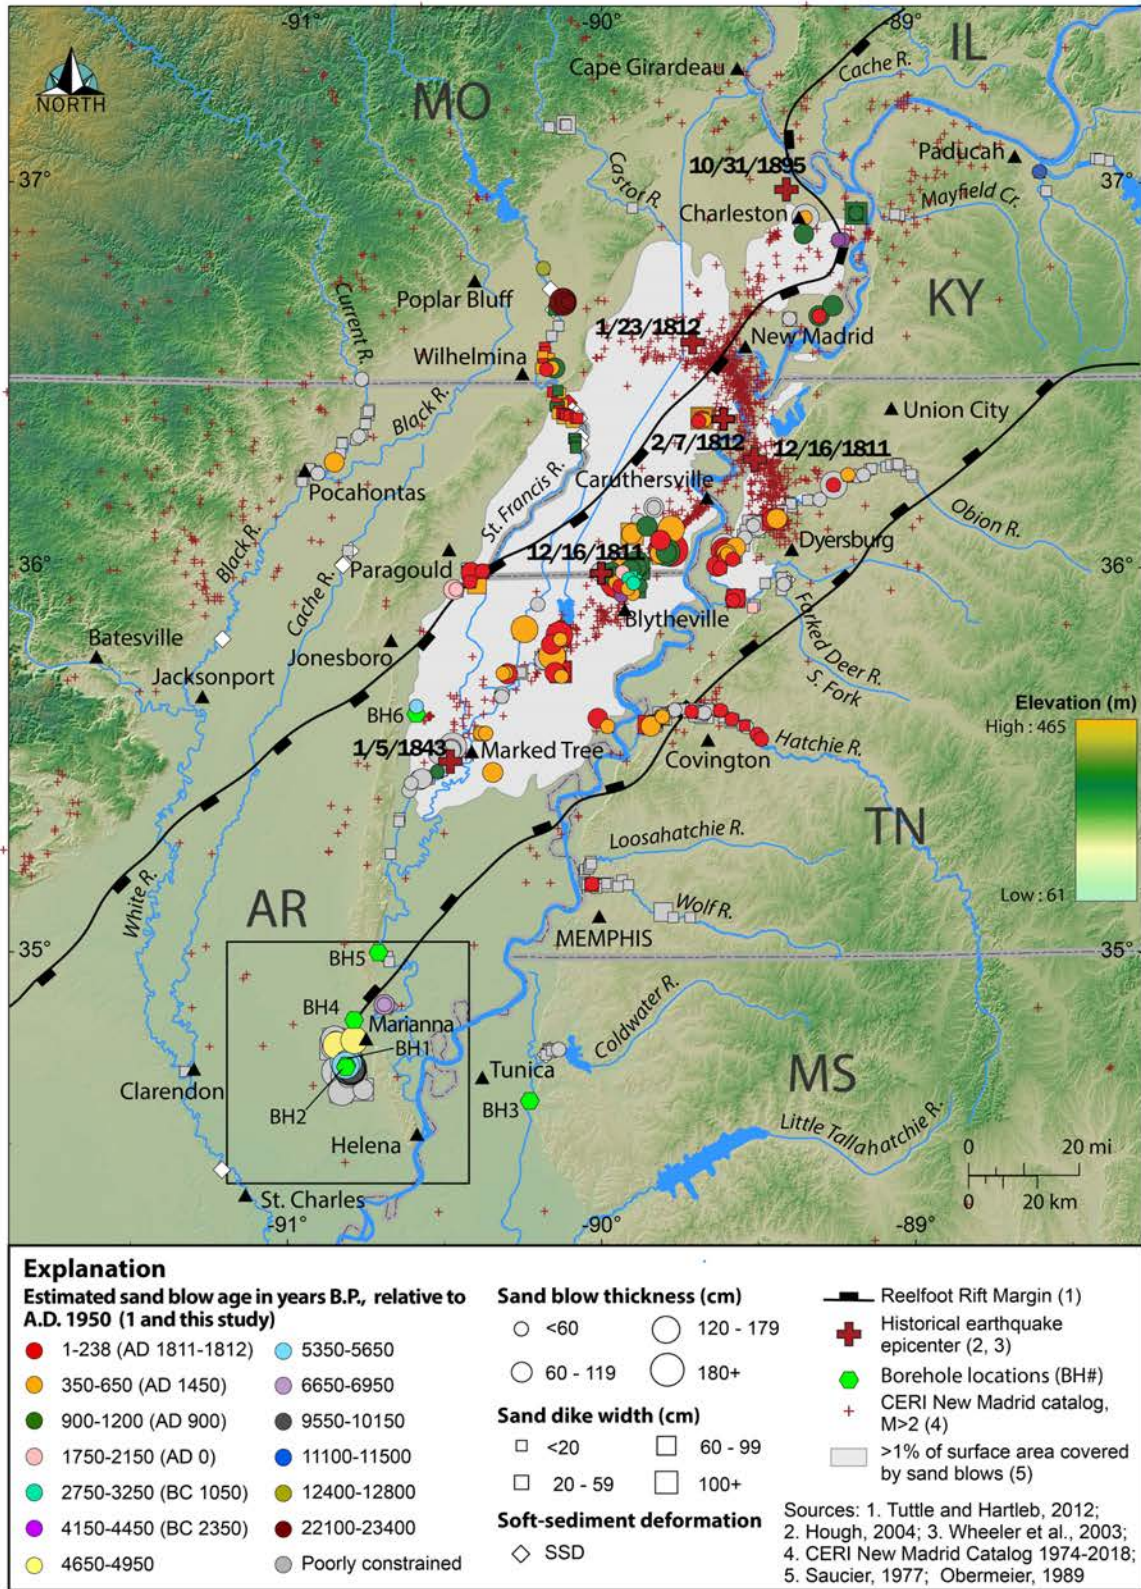 -91°
-90°
-89°
IL
Cape Girardeau
Cache R.
NORTH
MO
Paducah
10/31/1895
37°
37°
Castor R.
Mayfield Cr.
Charleston
Current R.
Poplar Bluff
KY
1/23/1812
New Madrid
Wilhelmina
Black R.
Union City
2/7/1812
12/16/1811
Pocahontas
St. Francis R.
Caruthersville
Obion R.
Black R.
Dyersburg
12/16/1811
36°
36°
Paragould
Cache R.
Blytheville
Forked Deer R.
S. Fork
Batesville
Jonesboro
Jacksonport
Elevation (m)
High : 465
BH6
1/5/1843
Marked Tree
Hatchie R.
Covington
TN
Loosahatchie R.
White R.
Low : 61
AR
Wolf R.
MEMPHIS
35°
35°
BH5
Coldwater R.
BH4
Marianna
BH1
MS
Clarendon
Tunica
BH2
BH3
Little Tallahatchie R.
Helena
0 20 mi
0 20 km
St. Charles
-91°
-90°
-89°
Explanation
Estimated sand blow age in years B.P., relative to
A.D. 1950 (1 and this study)
1-238 (AD 1811-1812)
350-650 (AD 1450)
900-1200 (AD 900)
1750-2150 (AD 0)
2750-3250 (BC 1050)
4150-4450 (BC 2350)
4650-4950
5350-5650
6650-6950
9550-10150
11100-11500
12400-12800
22100-23400
Poorly constrained
Sand blow thickness (cm)
<60
60 - 119
120 - 179
180+
Sand dike width (cm)
<20
20 - 59
60 - 99
100+
Soft-sediment deformation
SSD
Reelfoot Rift Margin (1)
Historical earthquake
epicenter (2, 3)
Borehole locations (BH#)
CERI New Madrid catalog,
M>2 (4)
>1% of surface area covered
by sand blows (5)
Sources: 1. Tuttle and Hartleb, 2012;
2. Hough, 2004; 3. Wheeler et al., 2003;
4. CERI New Madrid Catalog 1974-2018;
5. Saucier, 1977; Obermeier, 1989